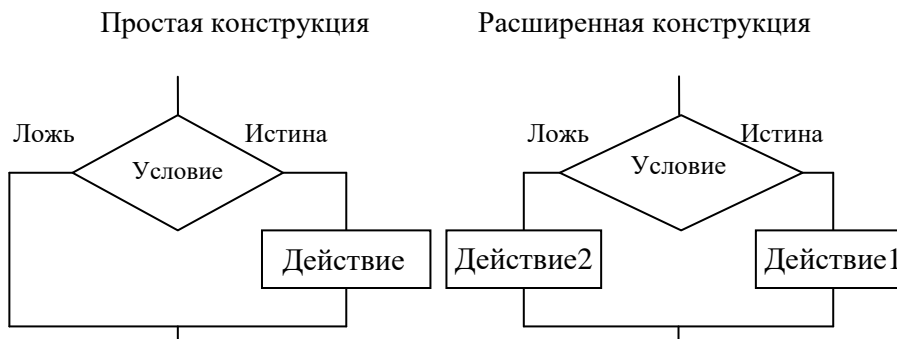 Простая конструкция
Расширенная конструкция
Ложь
Истина
Условие
Действие
Ложь
Истина
Условие
Действие2
Действие1